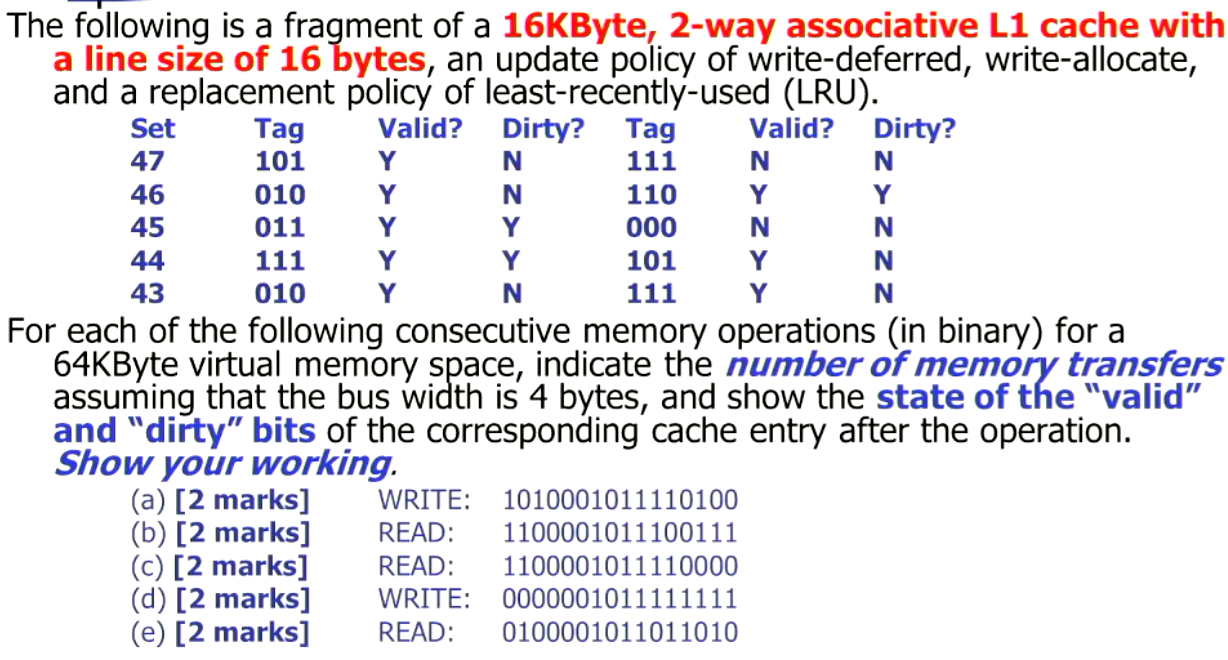 The following is a fragment of a 16KByte, 2-way associative L1 cache with
a line size of 16 bytes, an update policy of write-deferred, write-allocate,
and a replacement policy of least-recently-used (LRU).
Set Tag Valid? Dirty? Tag Valid? Dirty?
47 101 Y N 111 N N
46 010 Y N 110 Y Y
45 011 Y Y 000 N N
44 111 Y Y 101 Y N
43 010 Y N 111 Y N
For each of the following consecutive memory operations (in binary) for a
64KByte virtual memory space, indicate the number of memory transfers
assuming that the bus width is 4 bytes, and show the state of the “valid”
and “dirty” bits of the corresponding cache entry after the operation.
Show your working.
(a) [2 marks] WRITE: 1010001011110100
(b) [2 marks] READ: 1100001011100111
(c) [2 marks] READ: 1100001011110000
(d) [2 marks] WRITE: 0000001011111111
(e) [2 marks] READ: 0100001011011010